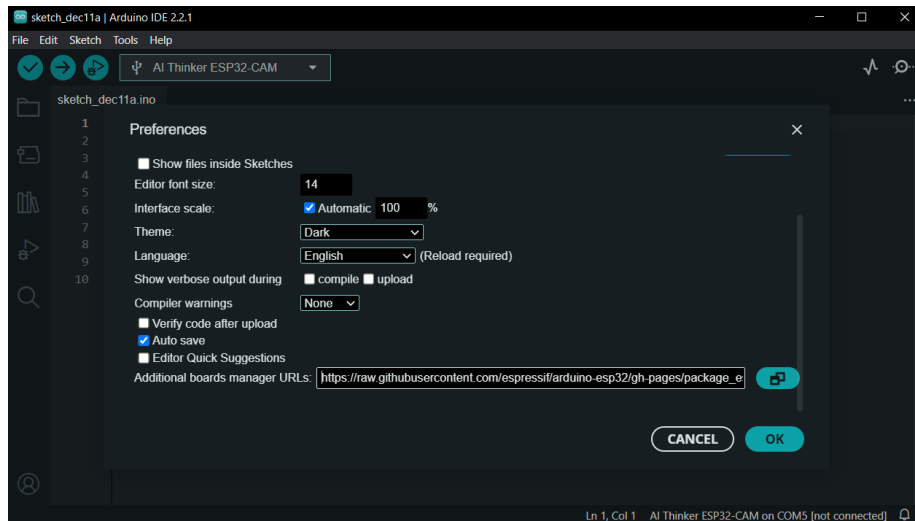 sketch_dec11a | Arduino IDE 2.2.1
File Edit Sketch Tools Help
AI Thinker ESP32-CAM
sketch_dec11a.ino
Preferences
1
2
3
4
5
6
7
8
9
10
Show files inside Sketches
Editor font size: 14
Interface scale: Automatic 100 %
Theme: Dark
Language: English (Reload required)
Show verbose output during compile upload
Compiler warnings None
Verify code after upload
Auto save
Editor Quick Suggestions
Additional boards manager URLs: https://raw.githubusercontent.com/espressif/arduino-esp32/gh-pages/package_e
CANCEL OK
Ln 1, Col 1 AI Thinker ESP32-CAM on COM5 [not connected]